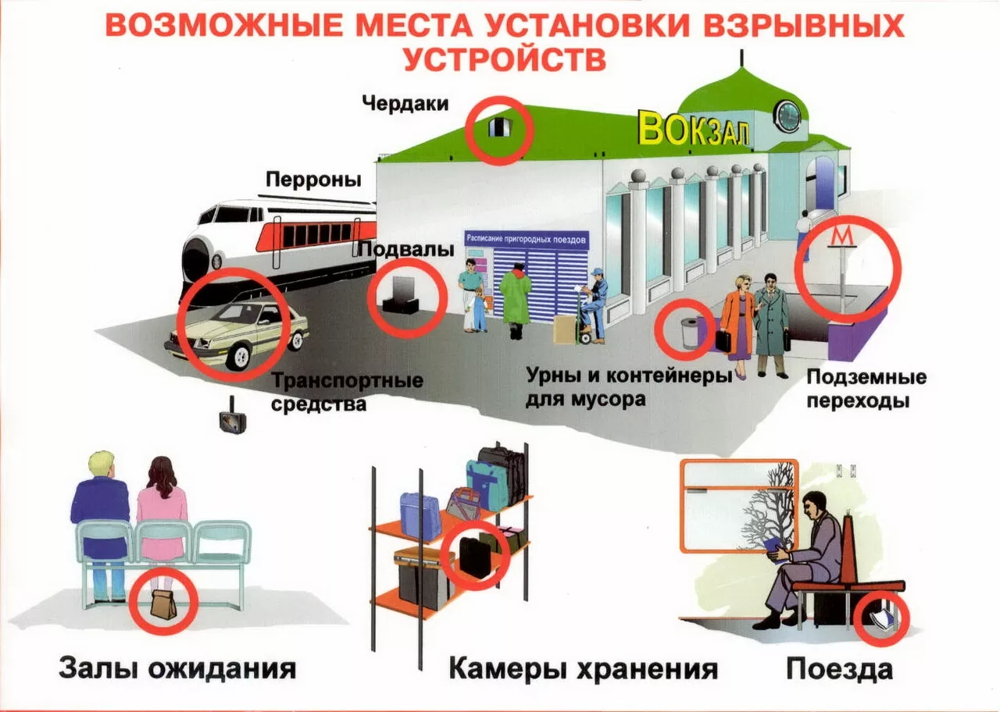 ВОЗМОЖНЫЕ МЕСТА УСТАНОВКИ ВЗРЫВНЫХ
УСТРОЙСТВ
Чердаки
ВОКЗАЛ
Перроны
Подвалы
Расписание пригородных поездов
М
Транспортные
средства
Урны и контейнеры
для мусора
Подземные
переходы
Залы ожидания
Камеры хранения
Поезда